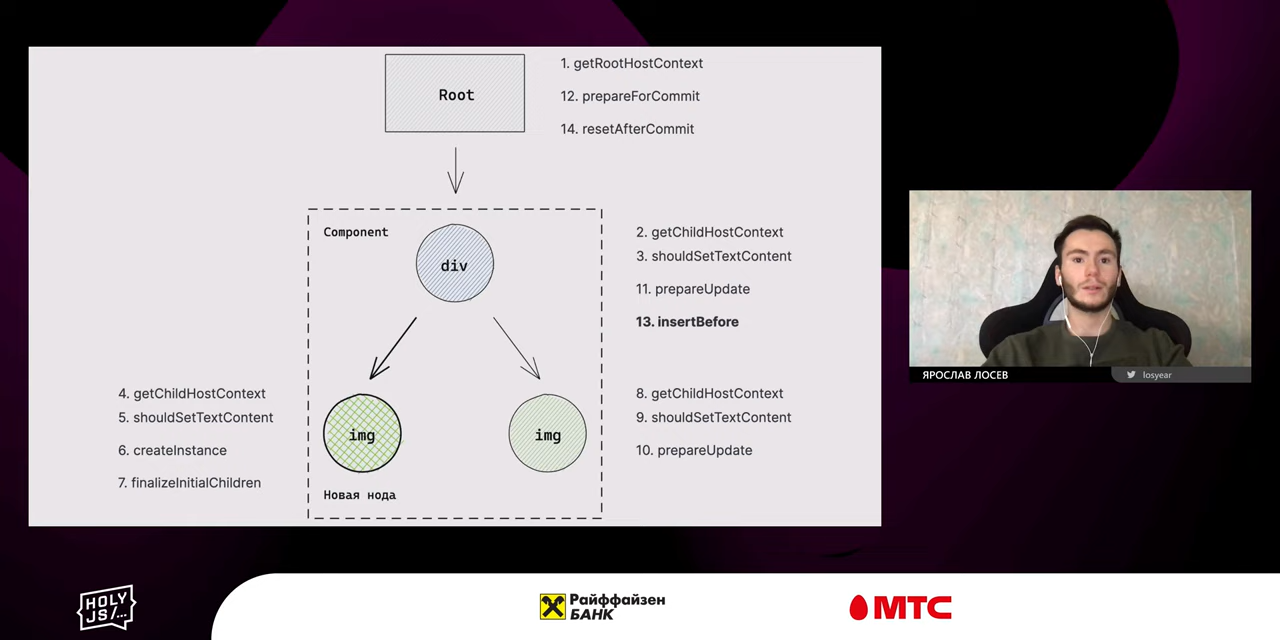 Root
1. getRootHostContext
12. prepareForCommit
14. resetAfterCommit
Component
div
2. getChildHostContext
3. shouldSetTextContent
11. prepareUpdate
13. insertBefore
4. getChildHostContext
5. shouldSetTextContent
6. createInstance
7. finalizeInitialChildren
img
Новая нода
img
8. getChildHostContext
9. shouldSetTextContent
10. prepareUpdate
ЯРОСЛАВ ЛОСЕВ
losyear
HOLY
JS/...
Райффайзен
БАНК
МТС